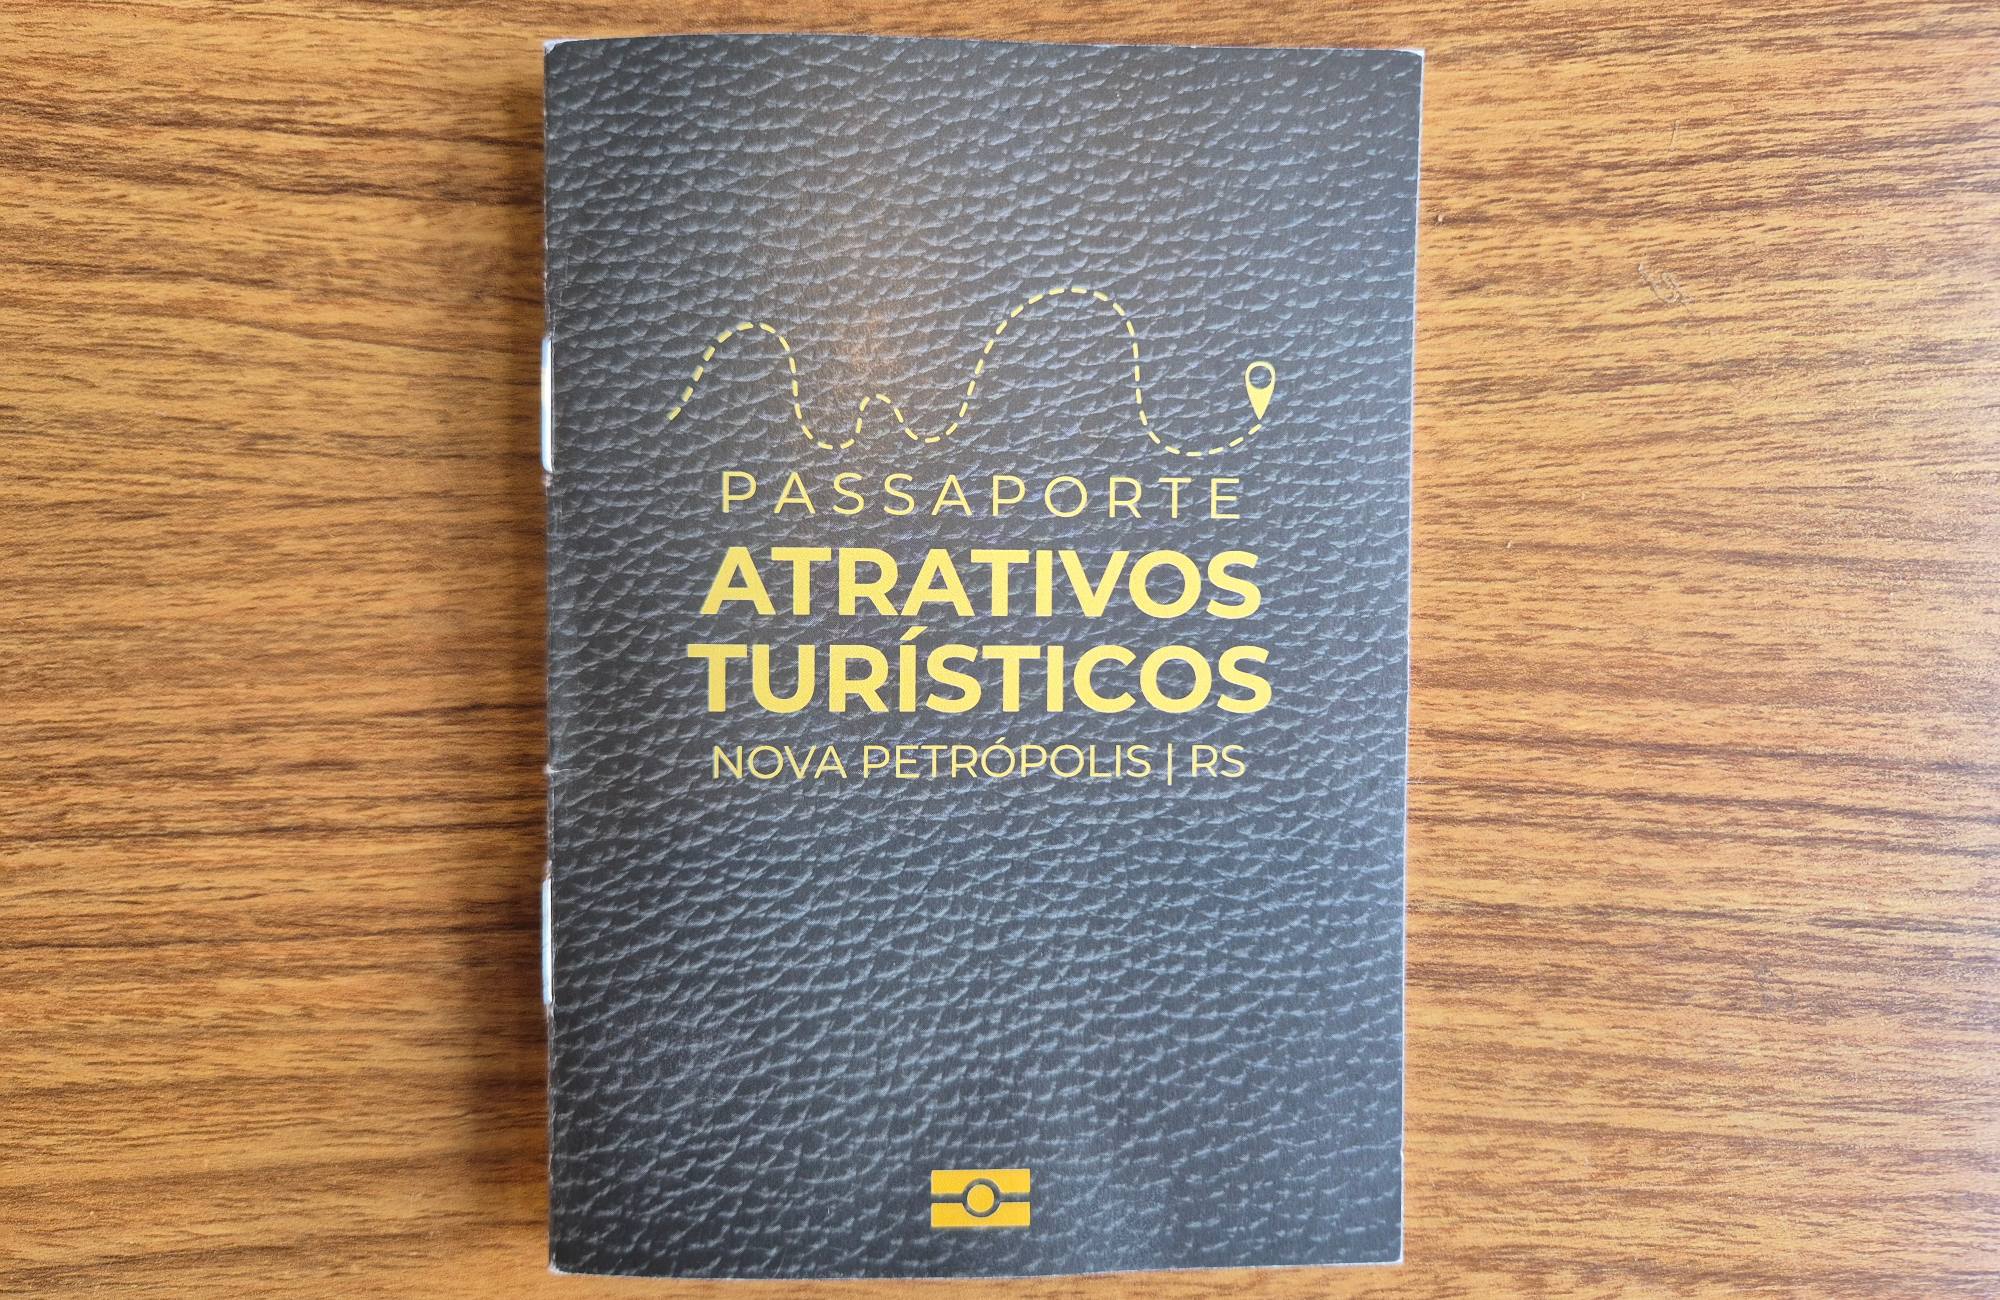 PASSAPORTE
ATRATIVOS
TURÍSTICOS
NOVA PETRÓPOLIS | RS